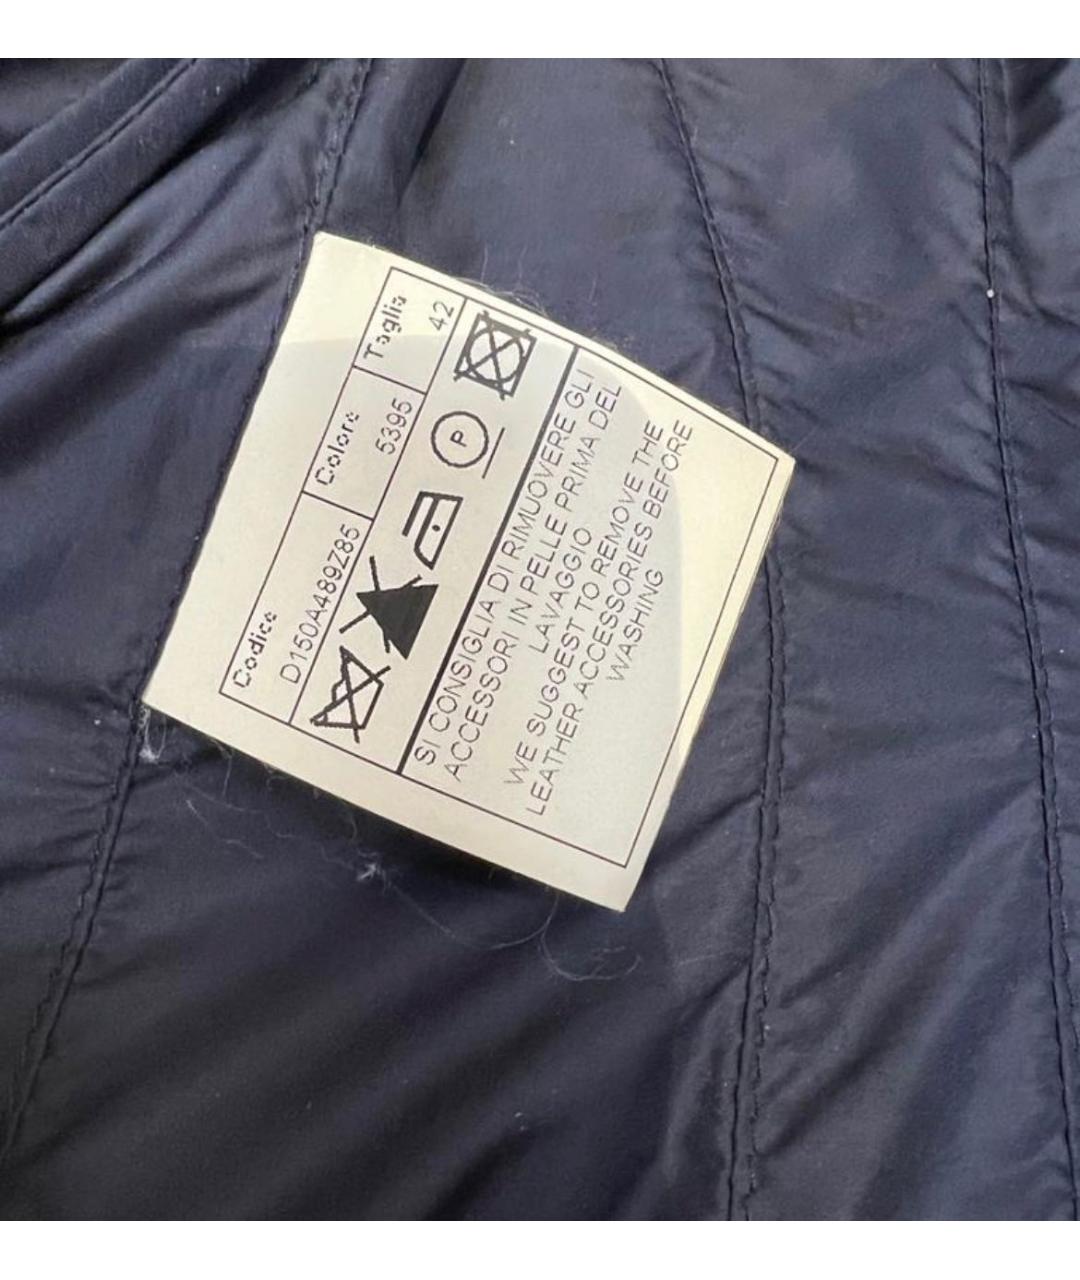 Codice Colore Taglia
D150A489Z85 5395 42
P
SI CONSIGLIA DI RIMUOVERE GLI
ACCESSORI IN PELLE PRIMA DEL
LAVAGGIO
WE SUGGEST TO REMOVE THE
LEATHER ACCESSORIES BEFORE
WASHING